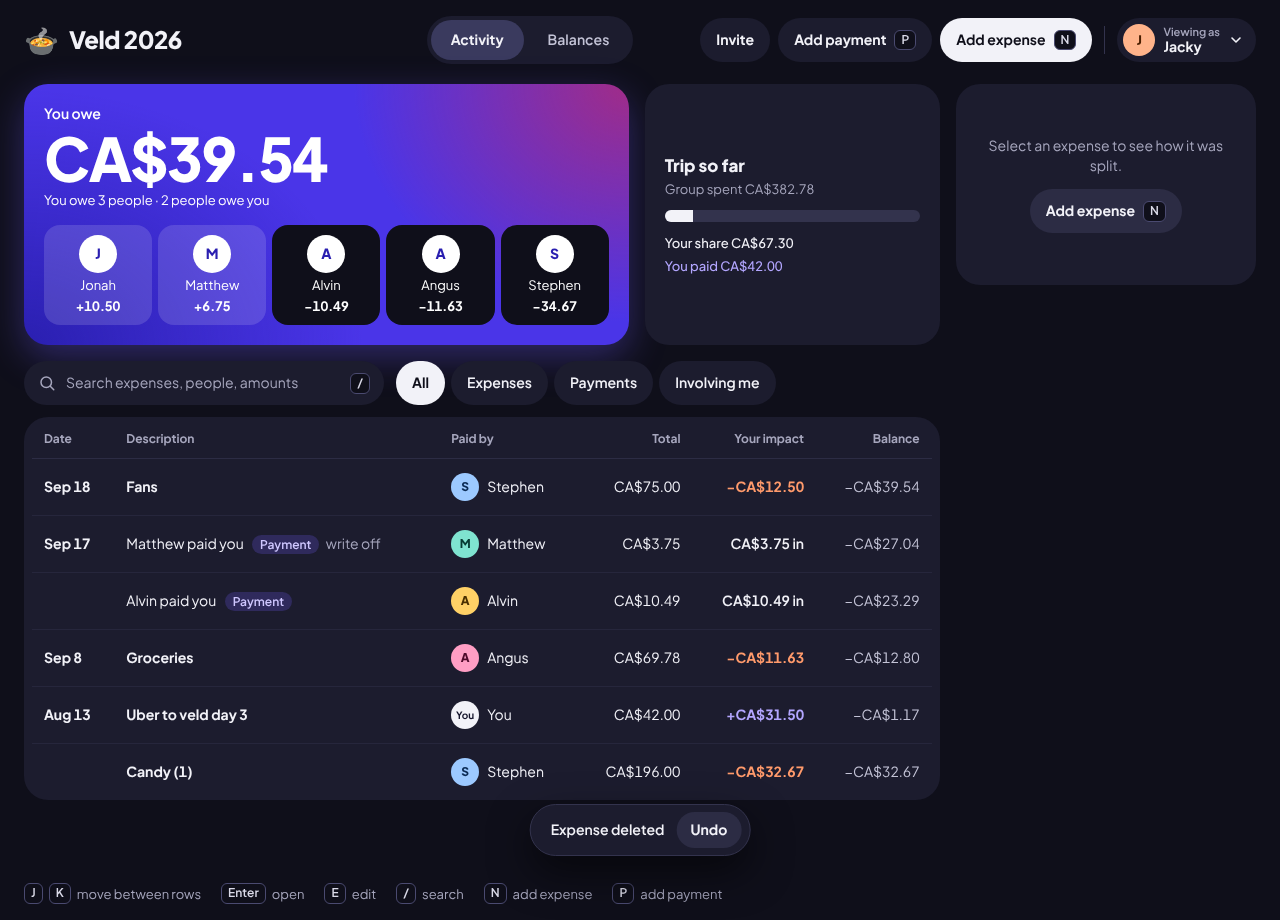 Veld 2026
Activity
Balances
Invite
Add payment P
Add expense N
J
Viewing as
Jacky
You owe
CA$39.54
You owe 3 people · 2 people owe you
J
Jonah
+10.50
M
Matthew
+6.75
A
Alvin
−10.49
A
Angus
−11.63
S
Stephen
−34.67
Trip so far
Group spent CA$382.78
Your share CA$67.30
You paid CA$42.00
Select an expense to see how it was
split.
Add expense N
Search expenses, people, amounts /
All
Expenses
Payments
Involving me
Date Description Paid by Total Your impact Balance
Sep 18 Fans S Stephen CA$75.00 −CA$12.50 −CA$39.54
Sep 17 Matthew paid you Payment write off M Matthew CA$3.75 CA$3.75 in −CA$27.04
Alvin paid you Payment A Alvin CA$10.49 CA$10.49 in −CA$23.29
Sep 8 Groceries A Angus CA$69.78 −CA$11.63 −CA$12.80
Aug 13 Uber to veld day 3 You You CA$42.00 +CA$31.50 −CA$1.17
Candy (1) S Stephen CA$196.00 −CA$32.67 −CA$32.67
Expense deleted Undo
J K move between rows Enter open E edit / search N add expense P add payment